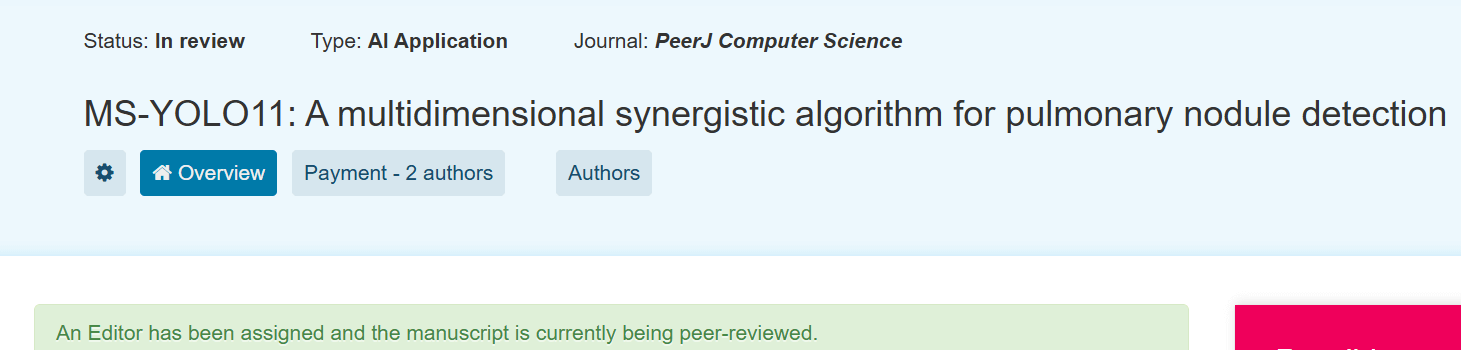 Status: In review Type: AI Application Journal: PeerJ Computer Science
MS-YOLO11: A multidimensional synergistic algorithm for pulmonary nodule detection
Overview Payment - 2 authors Authors
An Editor has been assigned and the manuscript is currently being peer-reviewed.